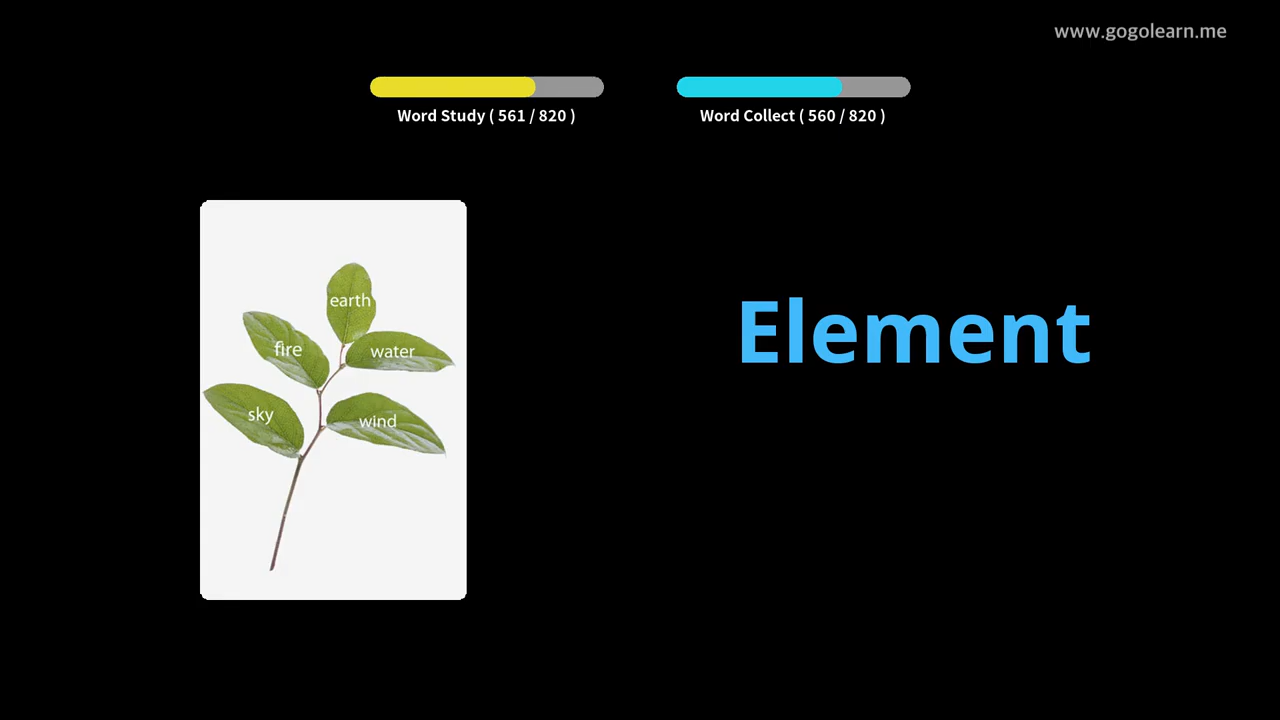 www.gogolearn.me
Word Study ( 561 / 820 )
Word Collect ( 560 / 820 )
earth
fire
water
sky
wind
Element